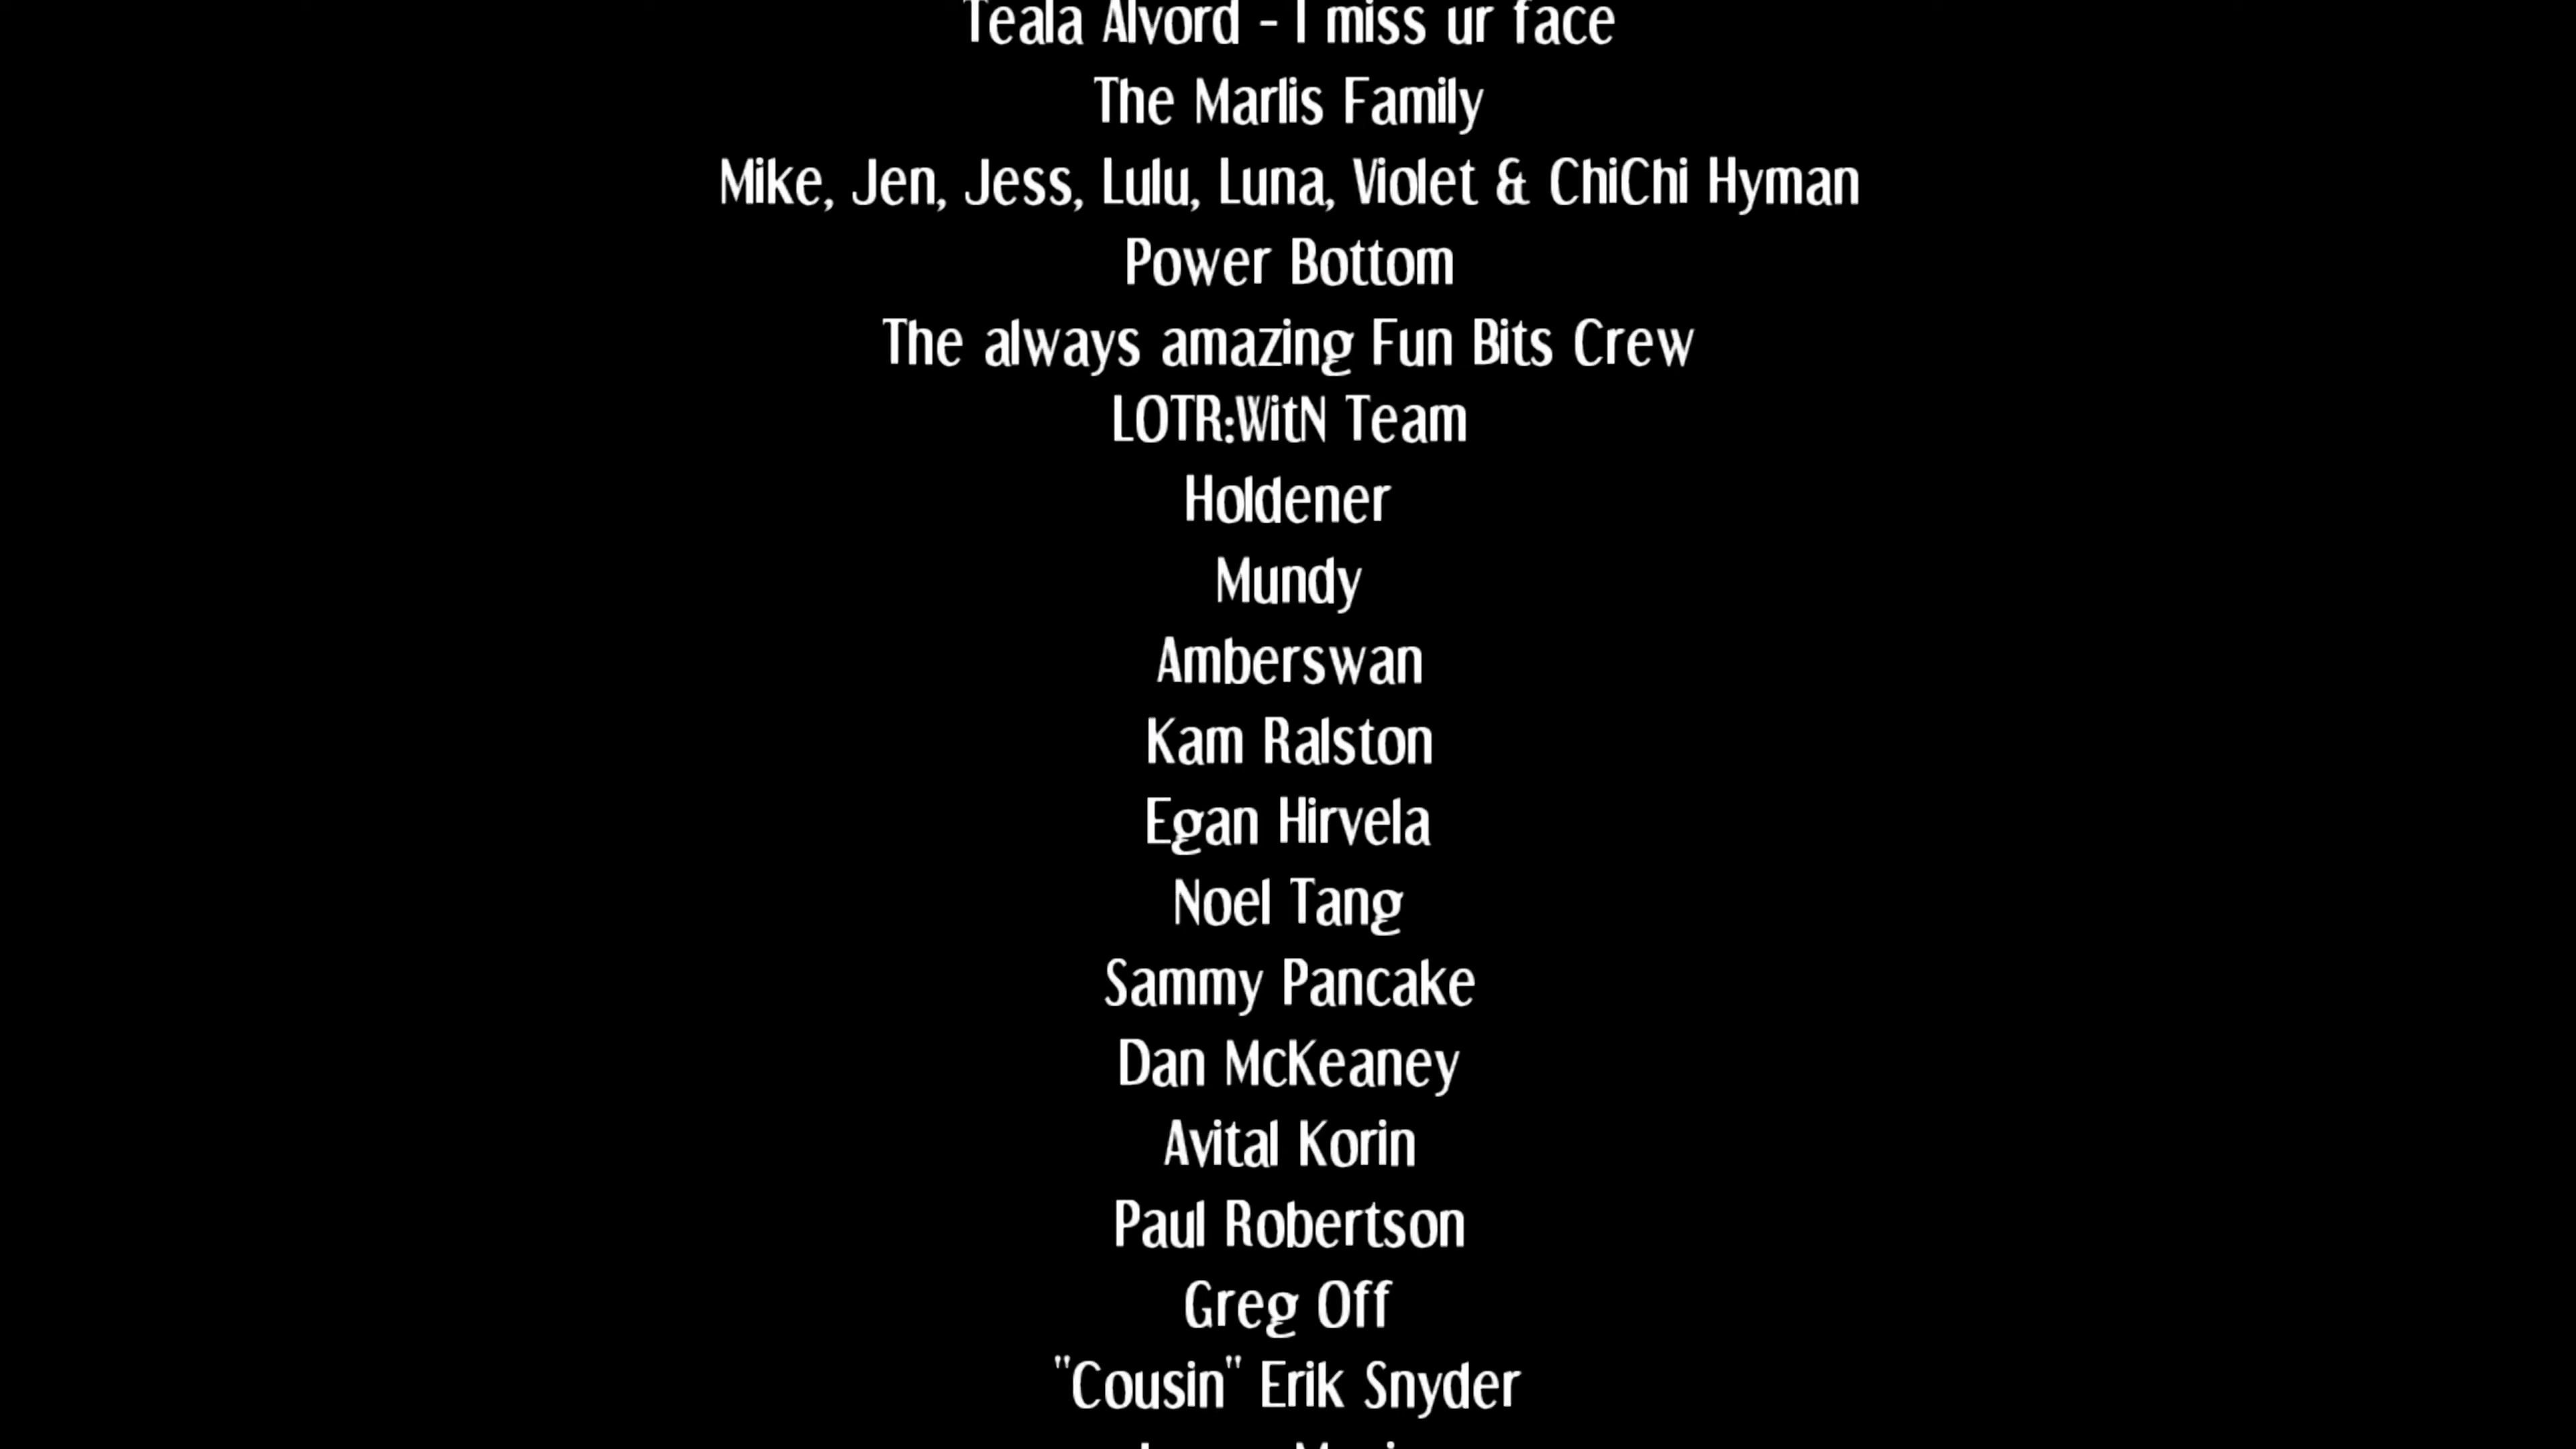 Teala Alvord - I miss ur face
The Marlis Family
Mike, Jen, Jess, Lulu, Luna, Violet & ChiChi Hyman
Power Bottom
The always amazing Fun Bits Crew
LOTR:WitN Team
Holdener
Mundy
Amberswan
Kam Ralston
Egan Hirvela
Noel Tang
Sammy Pancake
Dan McKeaney
Avital Korin
Paul Robertson
Greg Off
"Cousin" Erik Snyder